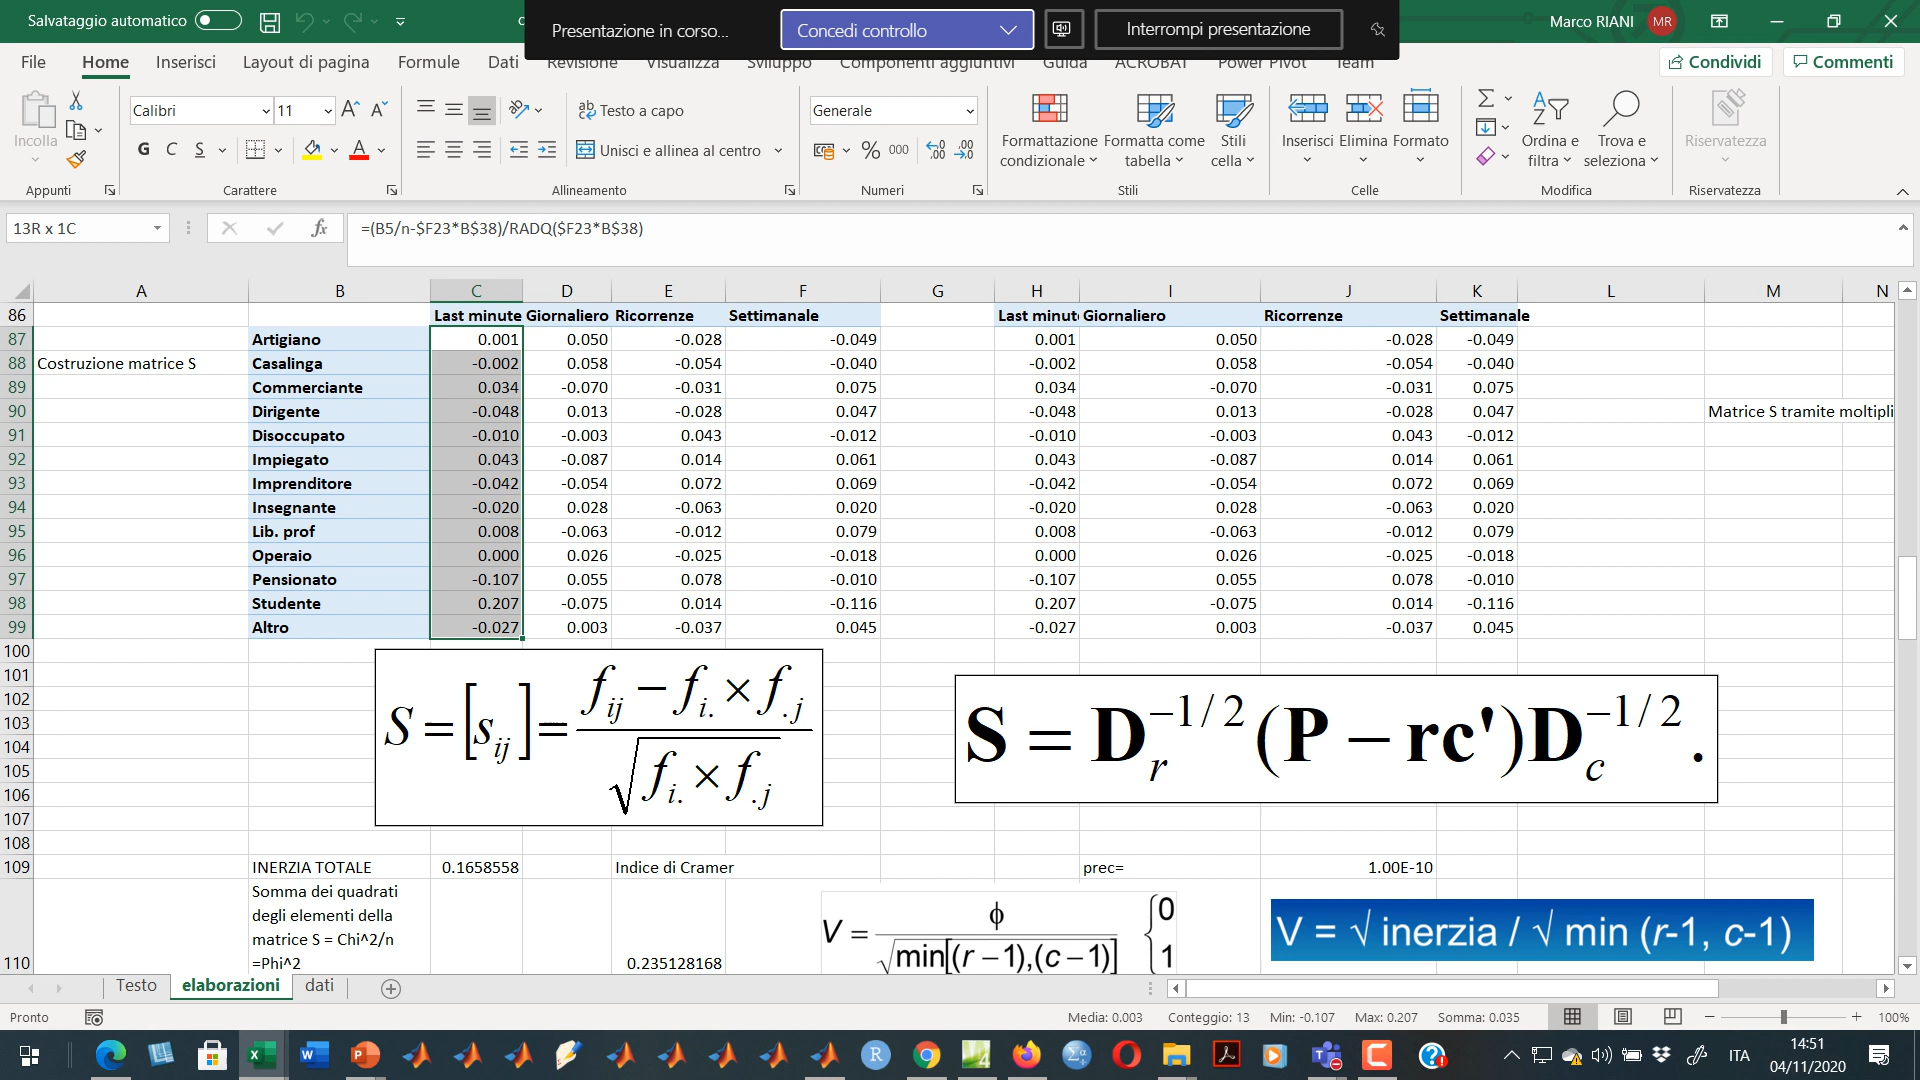 Salvataggio automatico
Presentazione in corso...
Concedi controllo
Interrompi presentazione
Marco RIANI
MR
File
Home
Inserisci
Layout di pagina
Formule
Dati
Revisione
Visualizza
Sviluppo
Componenti aggiuntivi
Guida
ACROBAT
Power Pivot
Team
Condividi
Commenti
Incolla
Calibri
11
G C S
ab Testo a capo
Unisci e allinea al centro
Generale
% 000
Formattazione condizionale
Formatta come tabella
Stili cella
Inserisci
Elimina
Formato
Ordina e filtra
Trova e seleziona
Riservatezza
Appunti
Carattere
Allineamento
Numeri
Stili
Celle
Modifica
Riservatezza
13R x 1C
fx
=(B5/n-$F23*B$38)/RADQ($F23*B$38)
A B C D E F G H I J K L M N
86 Last minute Giornaliero Ricorrenze Settimanale Last minut Giornaliero Ricorrenze Settimanale
87 Artigiano 0.001 0.050 -0.028 -0.049 0.001 0.050 -0.028 -0.049
88 Costruzione matrice S Casalinga -0.002 0.058 -0.054 -0.040 -0.002 0.058 -0.054 -0.040
89 Commerciante 0.034 -0.070 -0.031 0.075 0.034 -0.070 -0.031 0.075
90 Dirigente -0.048 0.013 -0.028 0.047 -0.048 0.013 -0.028 0.047 Matrice S tramite moltipli
91 Disoccupato -0.010 -0.003 0.043 -0.012 -0.010 -0.003 0.043 -0.012
92 Impiegato 0.043 -0.087 0.014 0.061 0.043 -0.087 0.014 0.061
93 Imprenditore -0.042 -0.054 0.072 0.069 -0.042 -0.054 0.072 0.069
94 Insegnante -0.020 0.028 -0.063 0.020 -0.020 0.028 -0.063 0.020
95 Lib. prof 0.008 -0.063 -0.012 0.079 0.008 -0.063 -0.012 0.079
96 Operaio 0.000 0.026 -0.025 -0.018 0.000 0.026 -0.025 -0.018
97 Pensionato -0.107 0.055 0.078 -0.010 -0.107 0.055 0.078 -0.010
98 Studente 0.207 -0.075 0.014 -0.116 0.207 -0.075 0.014 -0.116
99 Altro -0.027 0.003 -0.037 0.045 -0.027 0.003 -0.037 0.045
100
101
102
103
104
105
106
107
108
S = [s_ij] = (f_ij − f_i. × f_.j) / √(f_i. × f_.j)
S = D_r^−1/2 (P − rc') D_c^−1/2 .
109 INERZIA TOTALE 0.1658558 Indice di Cramer prec= 1.00E-10
Somma dei quadrati
degli elementi della
matrice S = Chi^2/n
110 =Phi^2 0.235128168
V = ϕ / √min[(r − 1),(c − 1)] { 0 1
V = √ inerzia / √ min (r-1, c-1)
Testo
elaborazioni
dati
Pronto
Media: 0.003
Conteggio: 13
Min: -0.107
Max: 0.207
Somma: 0.035
100%
ITA
14:51
04/11/2020